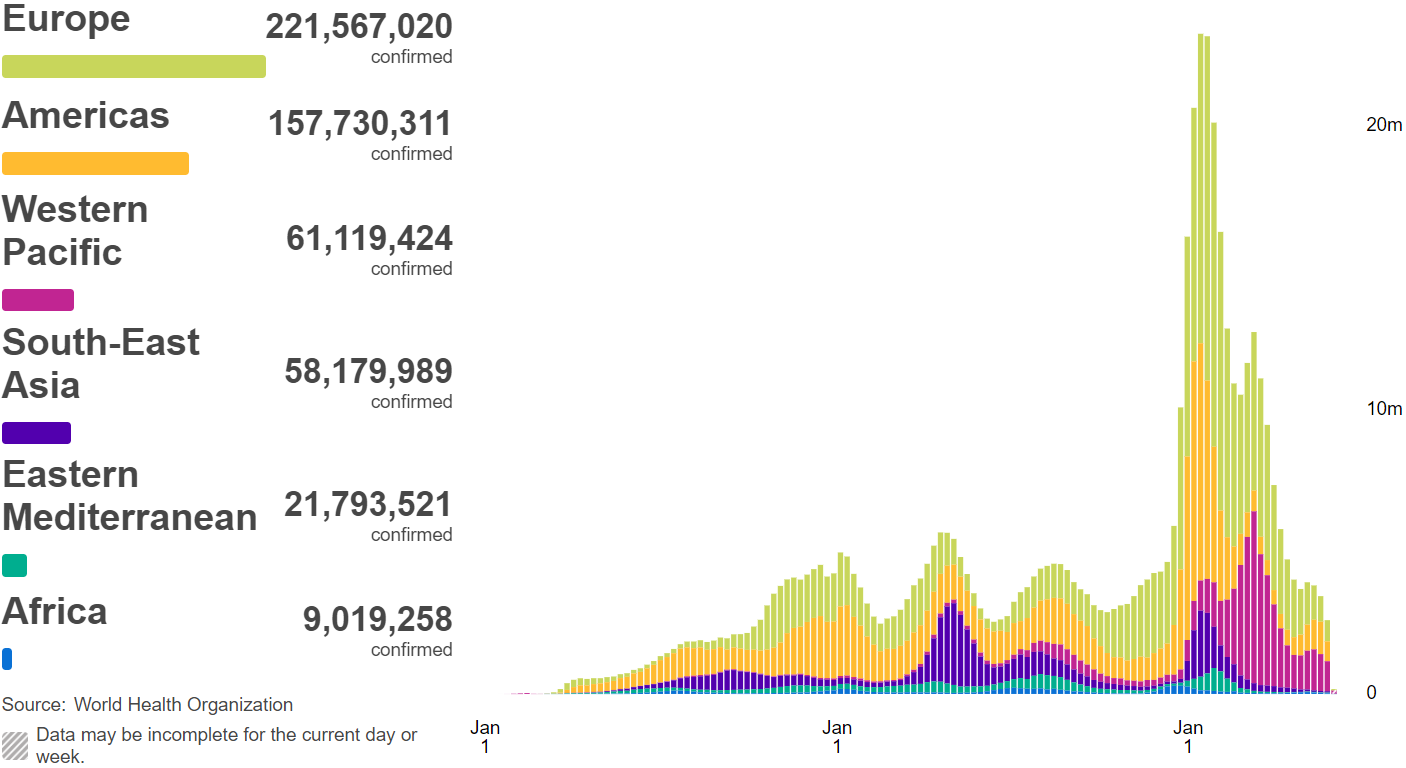 Europe
221,567,020
confirmed
Americas
157,730,311
confirmed
Western
Pacific
61,119,424
confirmed
South-East
Asia
58,179,989
confirmed
Eastern
Mediterranean
21,793,521
confirmed
Africa
9,019,258
confirmed
Source: World Health Organization
Data may be incomplete for the current day or
week.
20m
10m
0
Jan
1
Jan
1
Jan
1